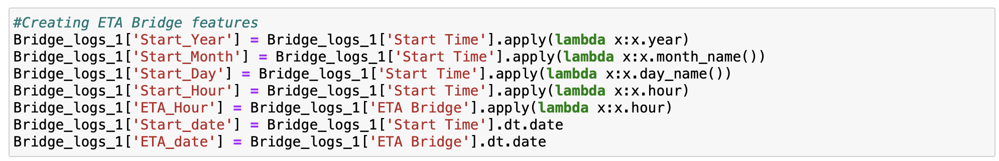 #Creating ETA Bridge features
Bridge_logs_1['Start_Year'] = Bridge_logs_1['Start Time'].apply(lambda x:x.year)
Bridge_logs_1['Start_Month'] = Bridge_logs_1['Start Time'].apply(lambda x:x.month_name())
Bridge_logs_1['Start_Day'] = Bridge_logs_1['Start Time'].apply(lambda x:x.day_name())
Bridge_logs_1['Start_Hour'] = Bridge_logs_1['Start Time'].apply(lambda x:x.hour)
Bridge_logs_1['ETA_Hour'] = Bridge_logs_1['ETA Bridge'].apply(lambda x:x.hour)
Bridge_logs_1['Start_date'] = Bridge_logs_1['Start Time'].dt.date
Bridge_logs_1['ETA_date'] = Bridge_logs_1['ETA Bridge'].dt.date